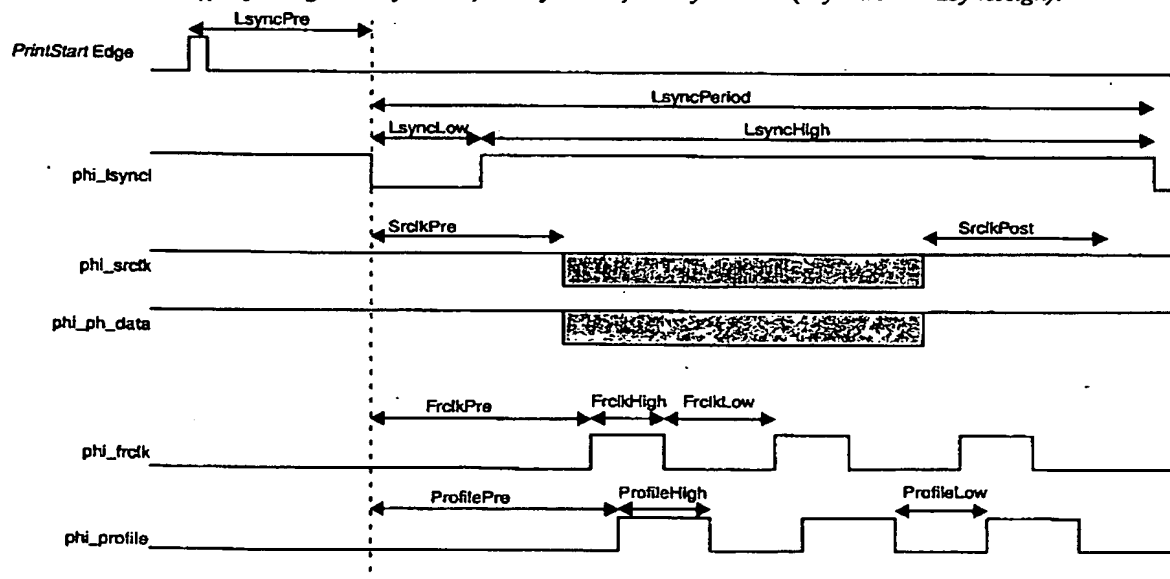 LsyncPre
PrintStart Edge
LsyncPeriod
LsyncLow
LsyncHigh
phi_lsyncl
SrclkPre
SrclkPost
phi_srclk
phi_ph_data
FrclkPre
FrclkHigh
FrclkLow
phi_frclk
ProfilePre
ProfileHigh
ProfileLow
phi_profile